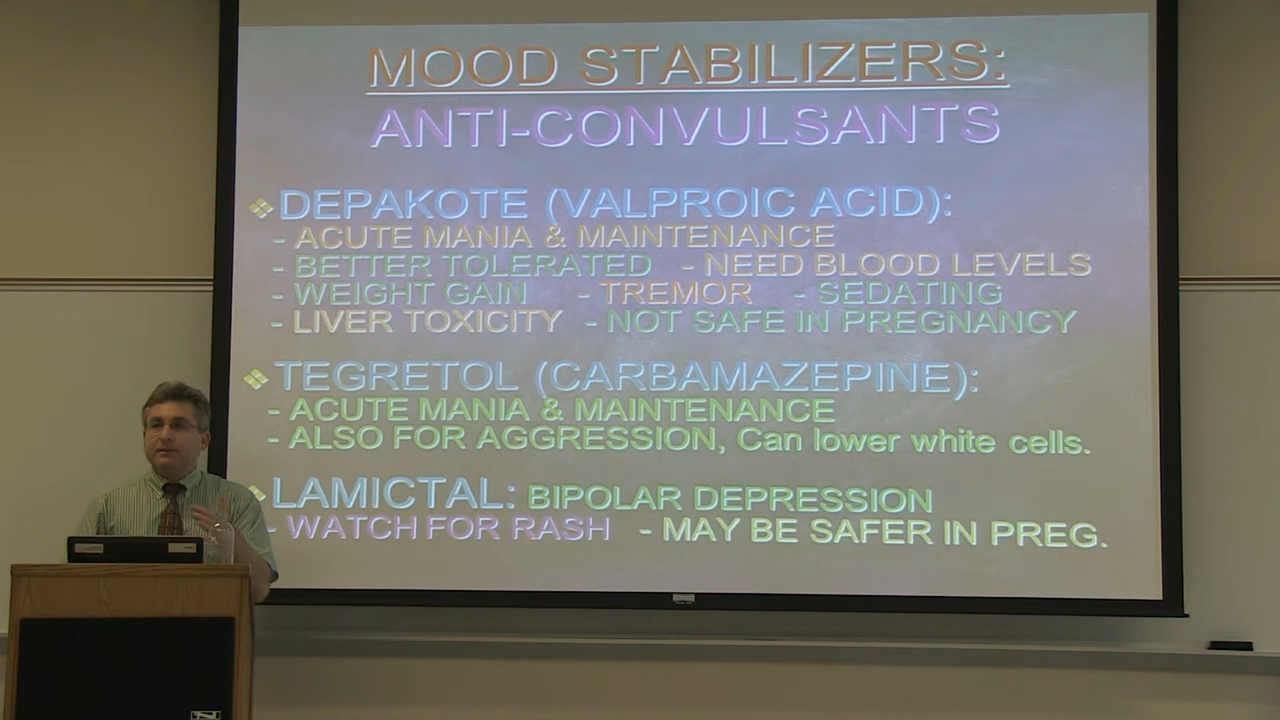 MOOD STABILIZERS:
ANTI-CONVULSANTS
DEPAKOTE (VALPROIC ACID):
- ACUTE MANIA & MAINTENANCE
- BETTER TOLERATED - NEED BLOOD LEVELS
- WEIGHT GAIN - TREMOR - SEDATING
- LIVER TOXICITY - NOT SAFE IN PREGNANCY
TEGRETOL (CARBAMAZEPINE):
- ACUTE MANIA & MAINTENANCE
- ALSO FOR AGGRESSION, Can lower white cells.
LAMICTAL: BIPOLAR DEPRESSION
- WATCH FOR RASH - MAY BE SAFER IN PREG.